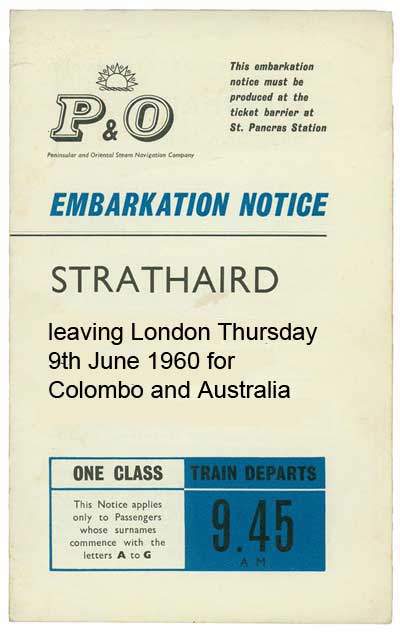 P&O
Peninsular and Oriental Steam Navigation Company
This embarkation
notice must be
produced at the
ticket barrier at
St. Pancras Station
EMBARKATION NOTICE
STRATHAIRD
leaving London Thursday
9th June 1960 for
Colombo and Australia
ONE CLASS
This Notice applies
only to Passengers
whose surnames
commence with the
letters A to G
TRAIN DEPARTS
9.45
AM